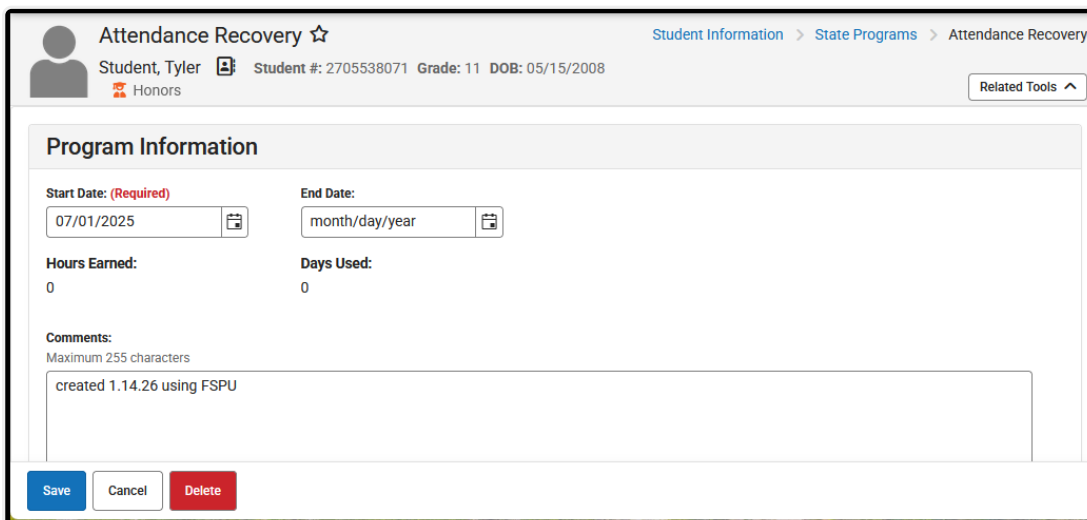 Attendance Recovery
Student Information > State Programs > Attendance Recovery
Student, Tyler Student #: 2705538071 Grade: 11 DOB: 05/15/2008
Honors
Related Tools
Program Information
Start Date: (Required) End Date:
07/01/2025 month/day/year
Hours Earned: Days Used:
0 0
Comments:
Maximum 255 characters
created 1.14.26 using FSPU
Save Cancel Delete